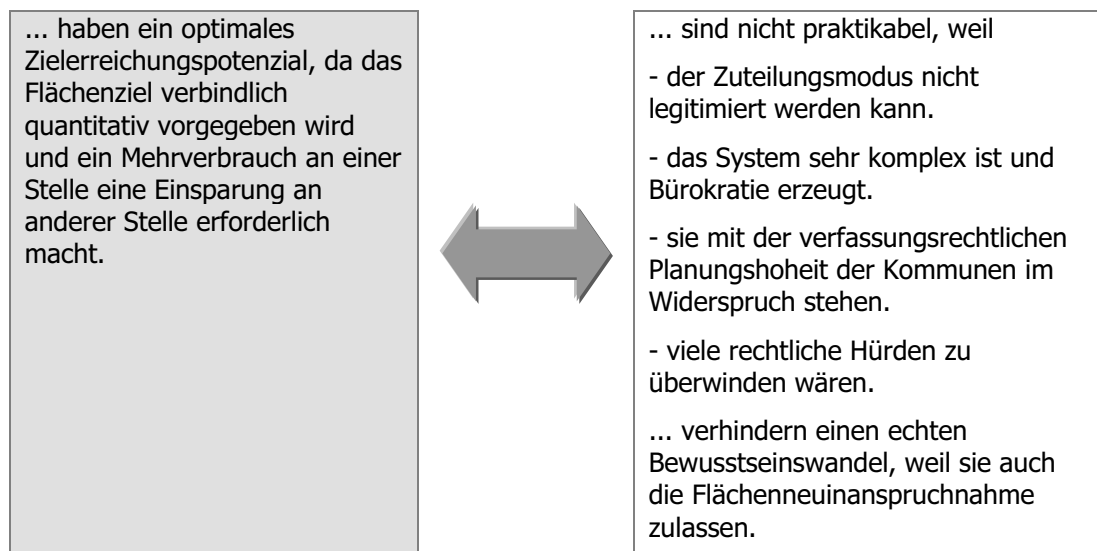 ... haben ein optimales
Zielerreichungspotenzial, da das
Flächenziel verbindlich
quantitativ vorgegeben wird
und ein Mehrverbrauch an einer
Stelle eine Einsparung an
anderer Stelle erforderlich
macht.
... sind nicht praktikabel, weil
- der Zuteilungsmodus nicht
legitimiert werden kann.
- das System sehr komplex ist und
Bürokratie erzeugt.
- sie mit der verfassungsrechtlichen
Planungshoheit der Kommunen im
Widerspruch stehen.
- viele rechtliche Hürden zu
überwinden wären.
... verhindern einen echten
Bewusstseinswandel, weil sie auch
die Flächenneuinanspruchnahme
zulassen.